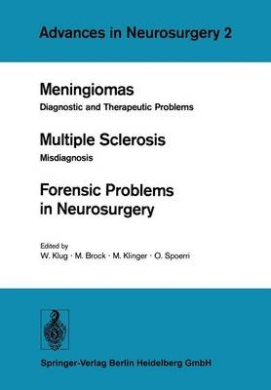 Advances in Neurosurgery 2
Meningiomas
Diagnostic and Therapeutic Problems
Multiple Sclerosis
Misdiagnosis
Forensic Problems
in Neurosurgery
Edited by
W. Klug · M. Brock · M. Klinger · O. Spoerri
Springer-Verlag Berlin Heidelberg GmbH